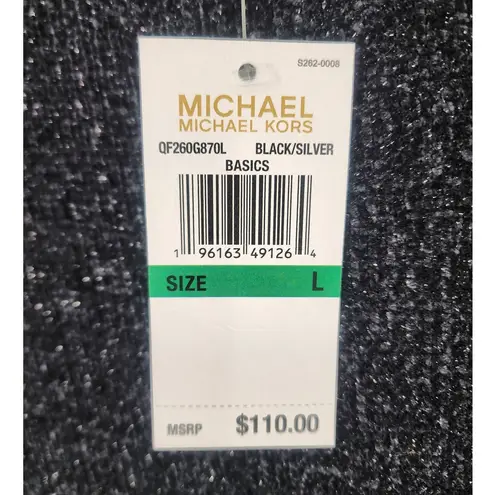 S262-0008
MICHAEL
MICHAEL KORS
QF260G870L BLACK/SILVER
BASICS
1 96163 49126 4
SIZE L
MSRP $110.00